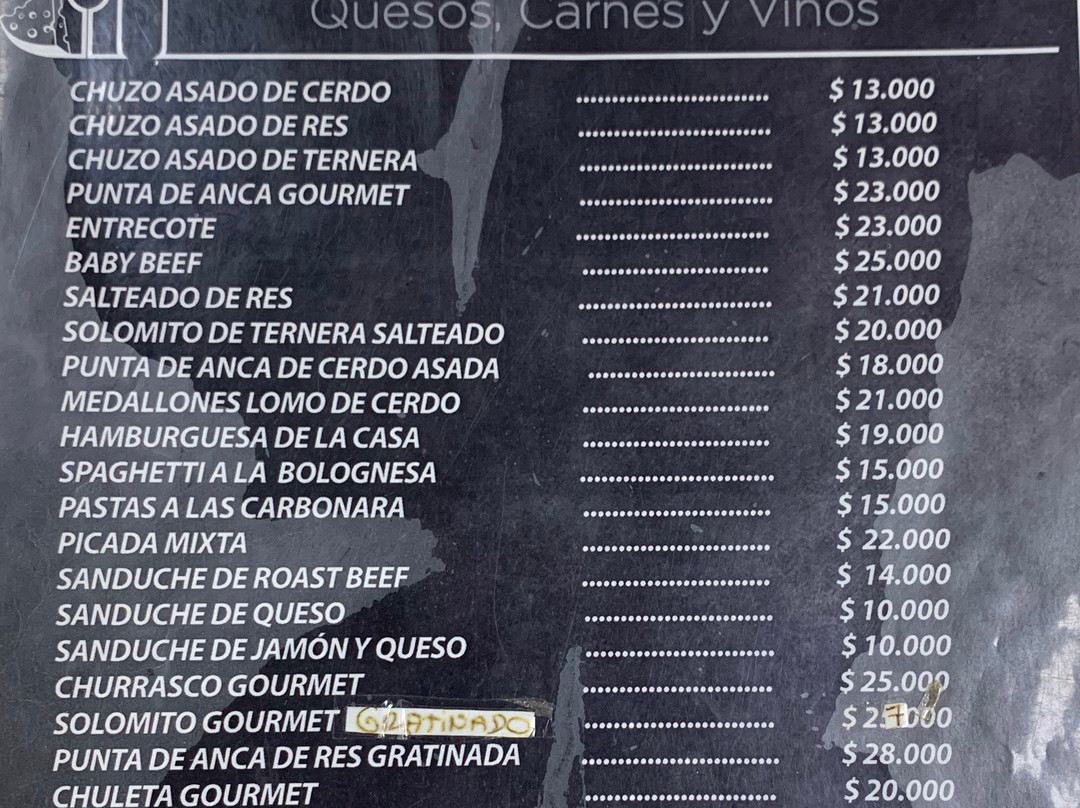 Quesos, Carnes y Vinos
CHUZO ASADO DE CERDO ........................... $ 13.000
CHUZO ASADO DE RES ........................... $ 13.000
CHUZO ASADO DE TERNERA ........................... $ 13.000
PUNTA DE ANCA GOURMET ........................... $ 23.000
ENTRECOTE ........................... $ 23.000
BABY BEEF ........................... $ 25.000
SALTEADO DE RES ........................... $ 21.000
SOLOMITO DE TERNERA SALTEADO ........................... $ 20.000
PUNTA DE ANCA DE CERDO ASADA ........................... $ 18.000
MEDALLONES LOMO DE CERDO ........................... $ 21.000
HAMBURGUESA DE LA CASA ........................... $ 19.000
SPAGHETTI A LA BOLOGNESA ........................... $ 15.000
PASTAS A LAS CARBONARA ........................... $ 15.000
PICADA MIXTA ........................... $ 22.000
SANDUCHE DE ROAST BEEF ........................... $ 14.000
SANDUCHE DE QUESO ........................... $ 10.000
SANDUCHE DE JAMÓN Y QUESO ........................... $ 10.000
CHURRASCO GOURMET ........................... $ 25.000
SOLOMITO GOURMET GRATINADO ........................... $ 27.000
PUNTA DE ANCA DE RES GRATINADA ........................... $ 28.000
CHULETA GOURMET ........................... $ 20.000